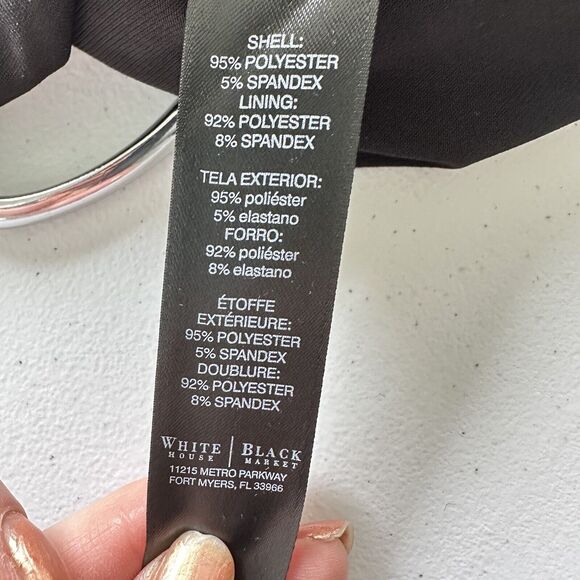 SHELL:
95% POLYESTER
5% SPANDEX
LINING:
92% POLYESTER
8% SPANDEX
TELA EXTERIOR:
95% poliéster
5% elastano
FORRO:
92% poliéster
8% elastano
ÉTOFFE
EXTÉRIEURE:
95% POLYESTER
5% SPANDEX
DOUBLURE:
92% POLYESTER
8% SPANDEX
WHITE | BLACK
HOUSE | MARKET
11215 METRO PARKWAY
FORT MYERS, FL 33966